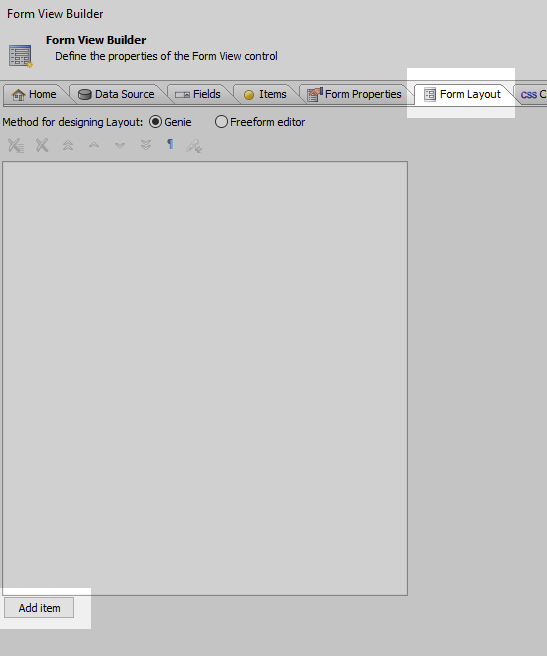 Form View Builder
Form View Builder
Define the properties of the Form View control
Home Data Source Fields Items Form Properties Form Layout css C
Method for designing Layout: Genie Freeform editor
Add item